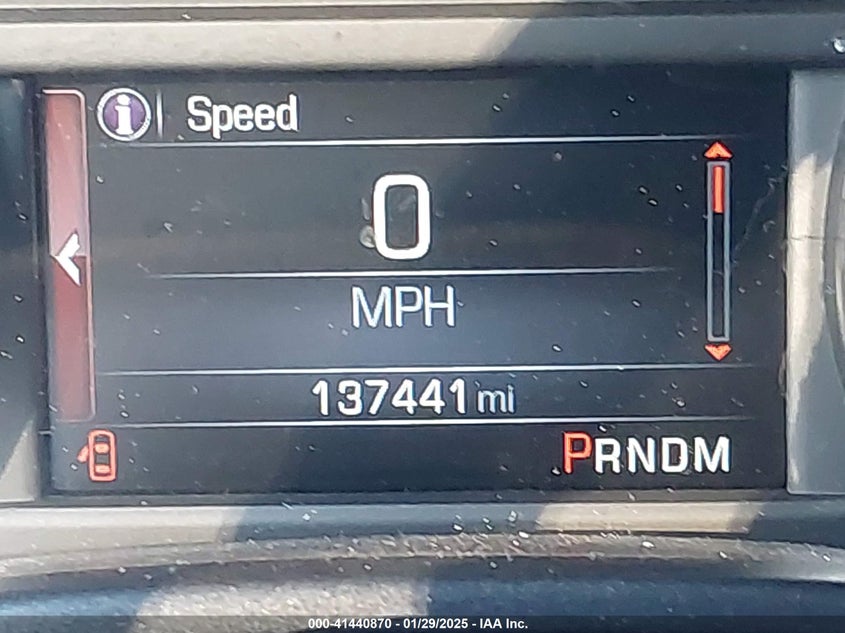 i Speed
0
MPH
137441 mi
PRNDM
000-41440870 - 01/29/2025 - IAA Inc.